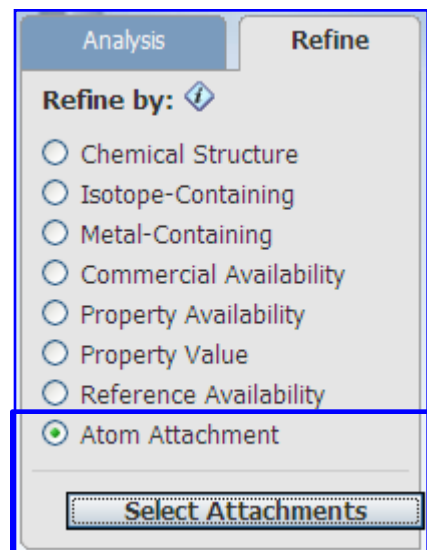 Analysis Refine
Refine by:
Chemical Structure
Isotope-Containing
Metal-Containing
Commercial Availability
Property Availability
Property Value
Reference Availability
Atom Attachment
Select Attachments